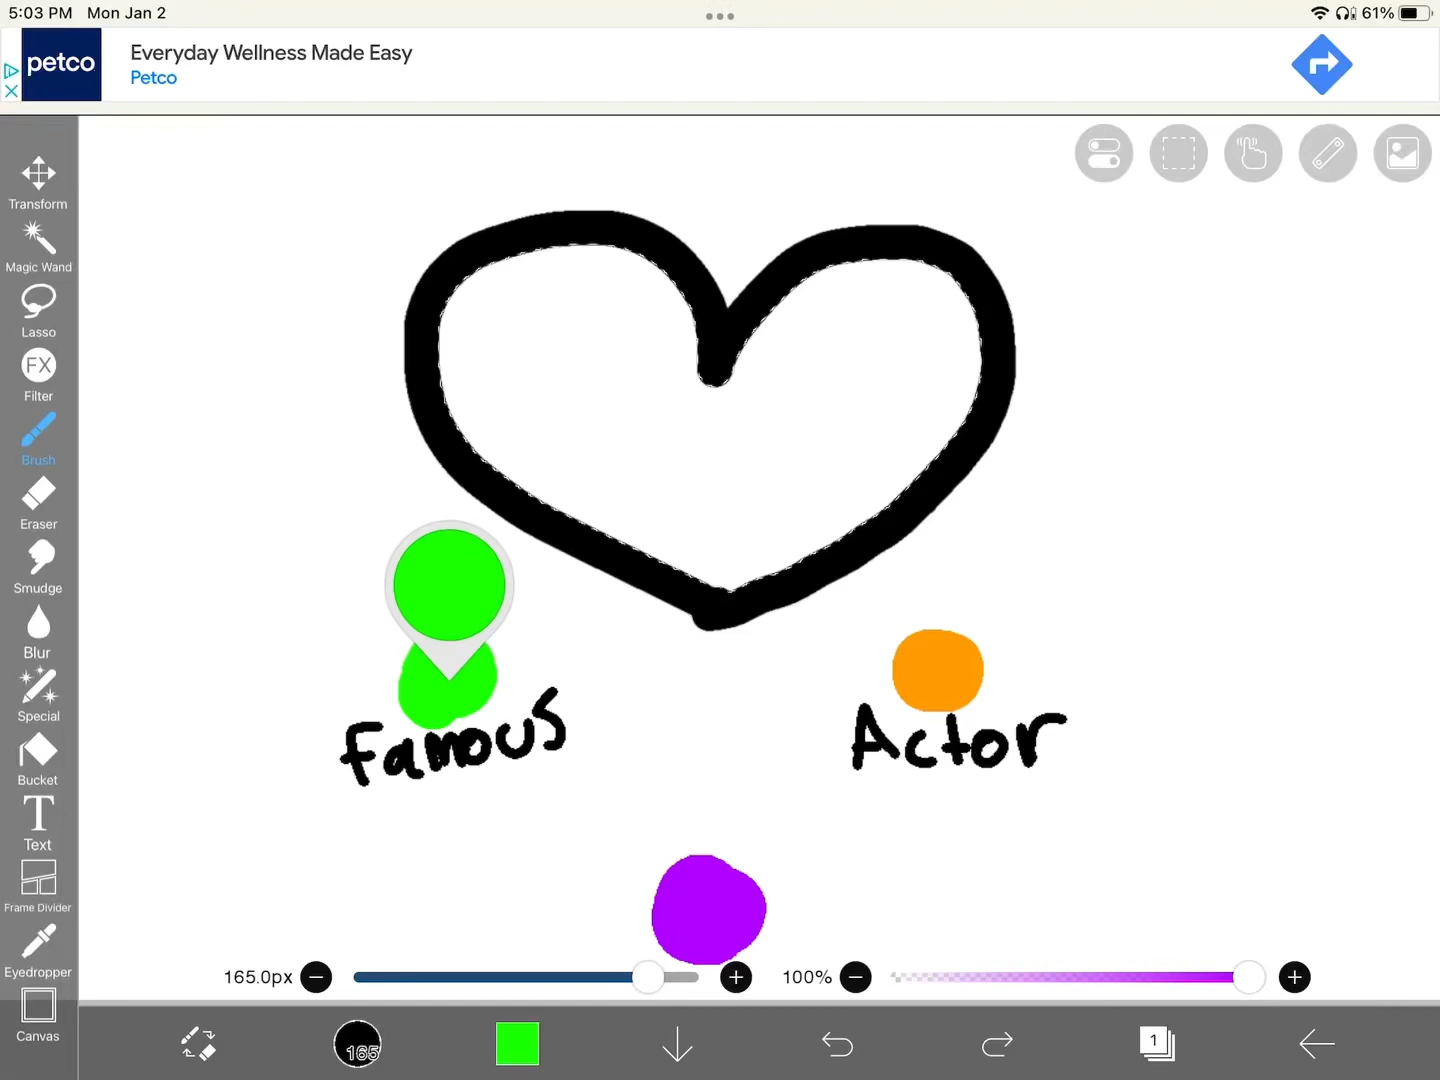 5:03 PM Mon Jan 2
61%
petco
Everyday Wellness Made Easy
Petco
Transform
Magic Wand
Lasso
FX
Filter
Brush
Eraser
Smudge
Blur
Special
Bucket
T
Text
Frame Divider
Eyedropper
Canvas
Famous
Actor
165.0px
100%
165
1